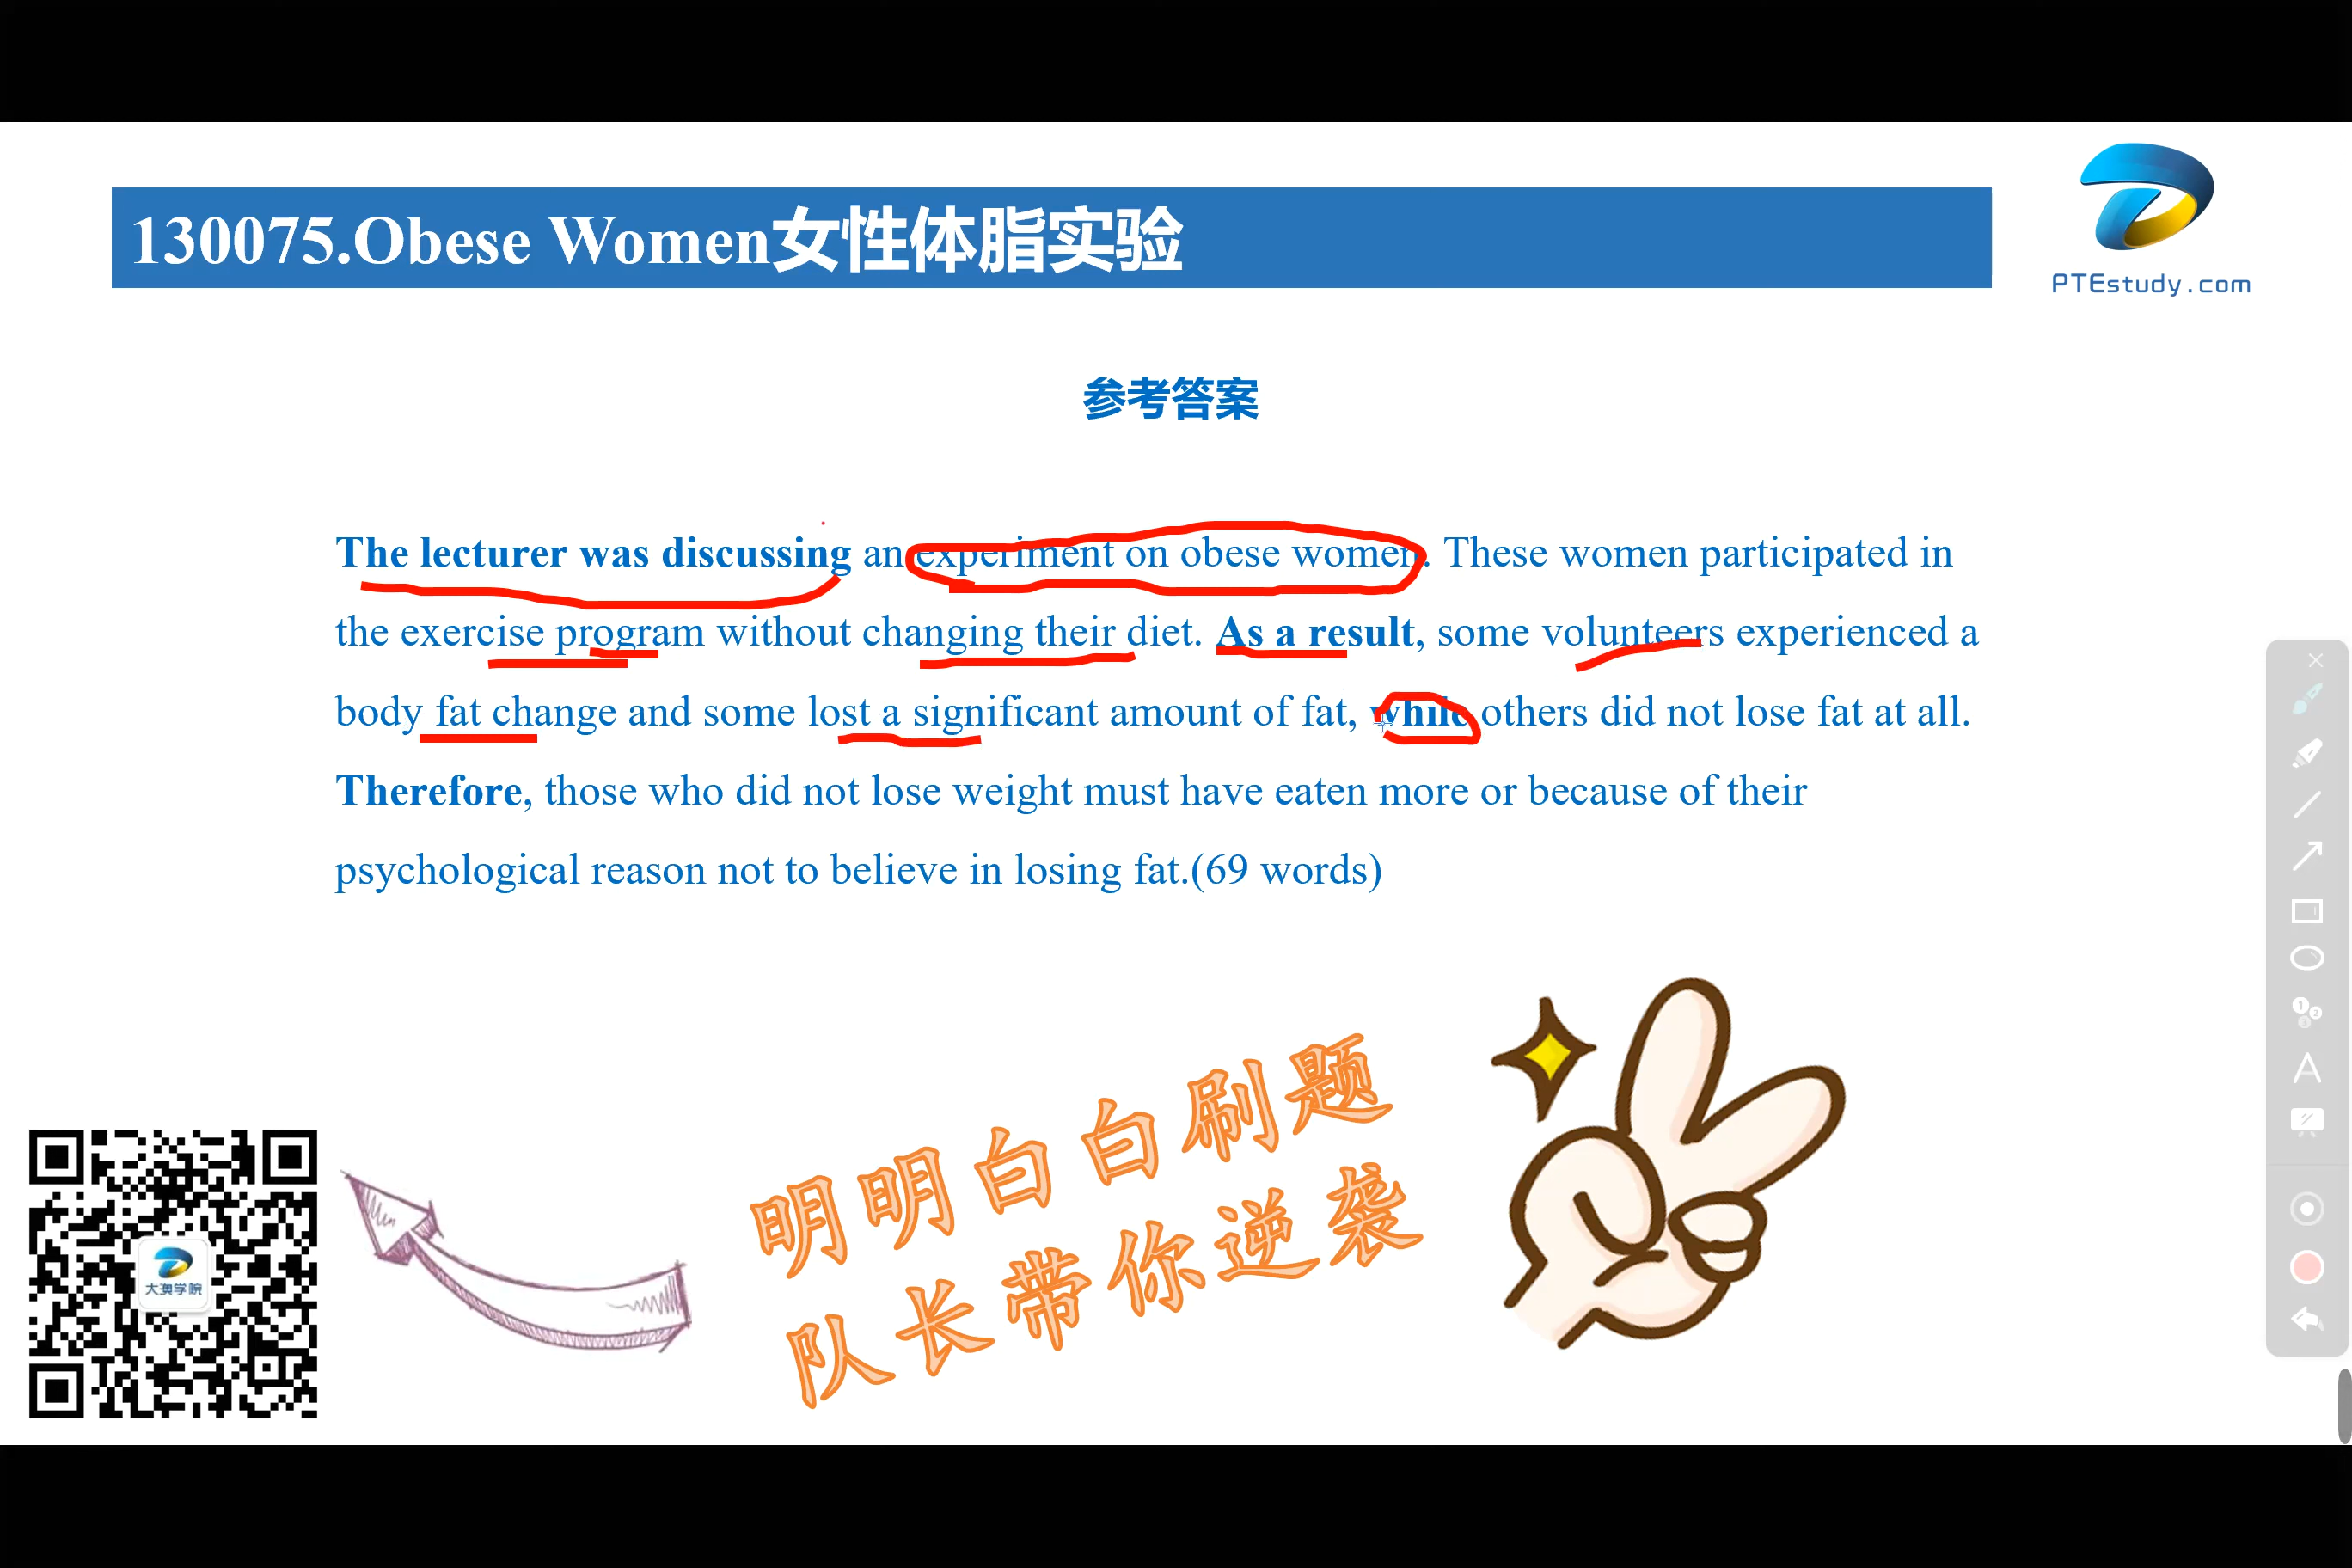 130075.Obese Women女性体脂实验
PTEstudy.com
参考答案
The lecturer was discussing an experiment on obese women. These women participated in
the exercise program without changing their diet. As a result, some volunteers experienced a
body fat change and some lost a significant amount of fat, while others did not lose fat at all.
Therefore, those who did not lose weight must have eaten more or because of their
psychological reason not to believe in losing fat.(69 words)
明明白白刷题
队长带你逆袭
大澳学院